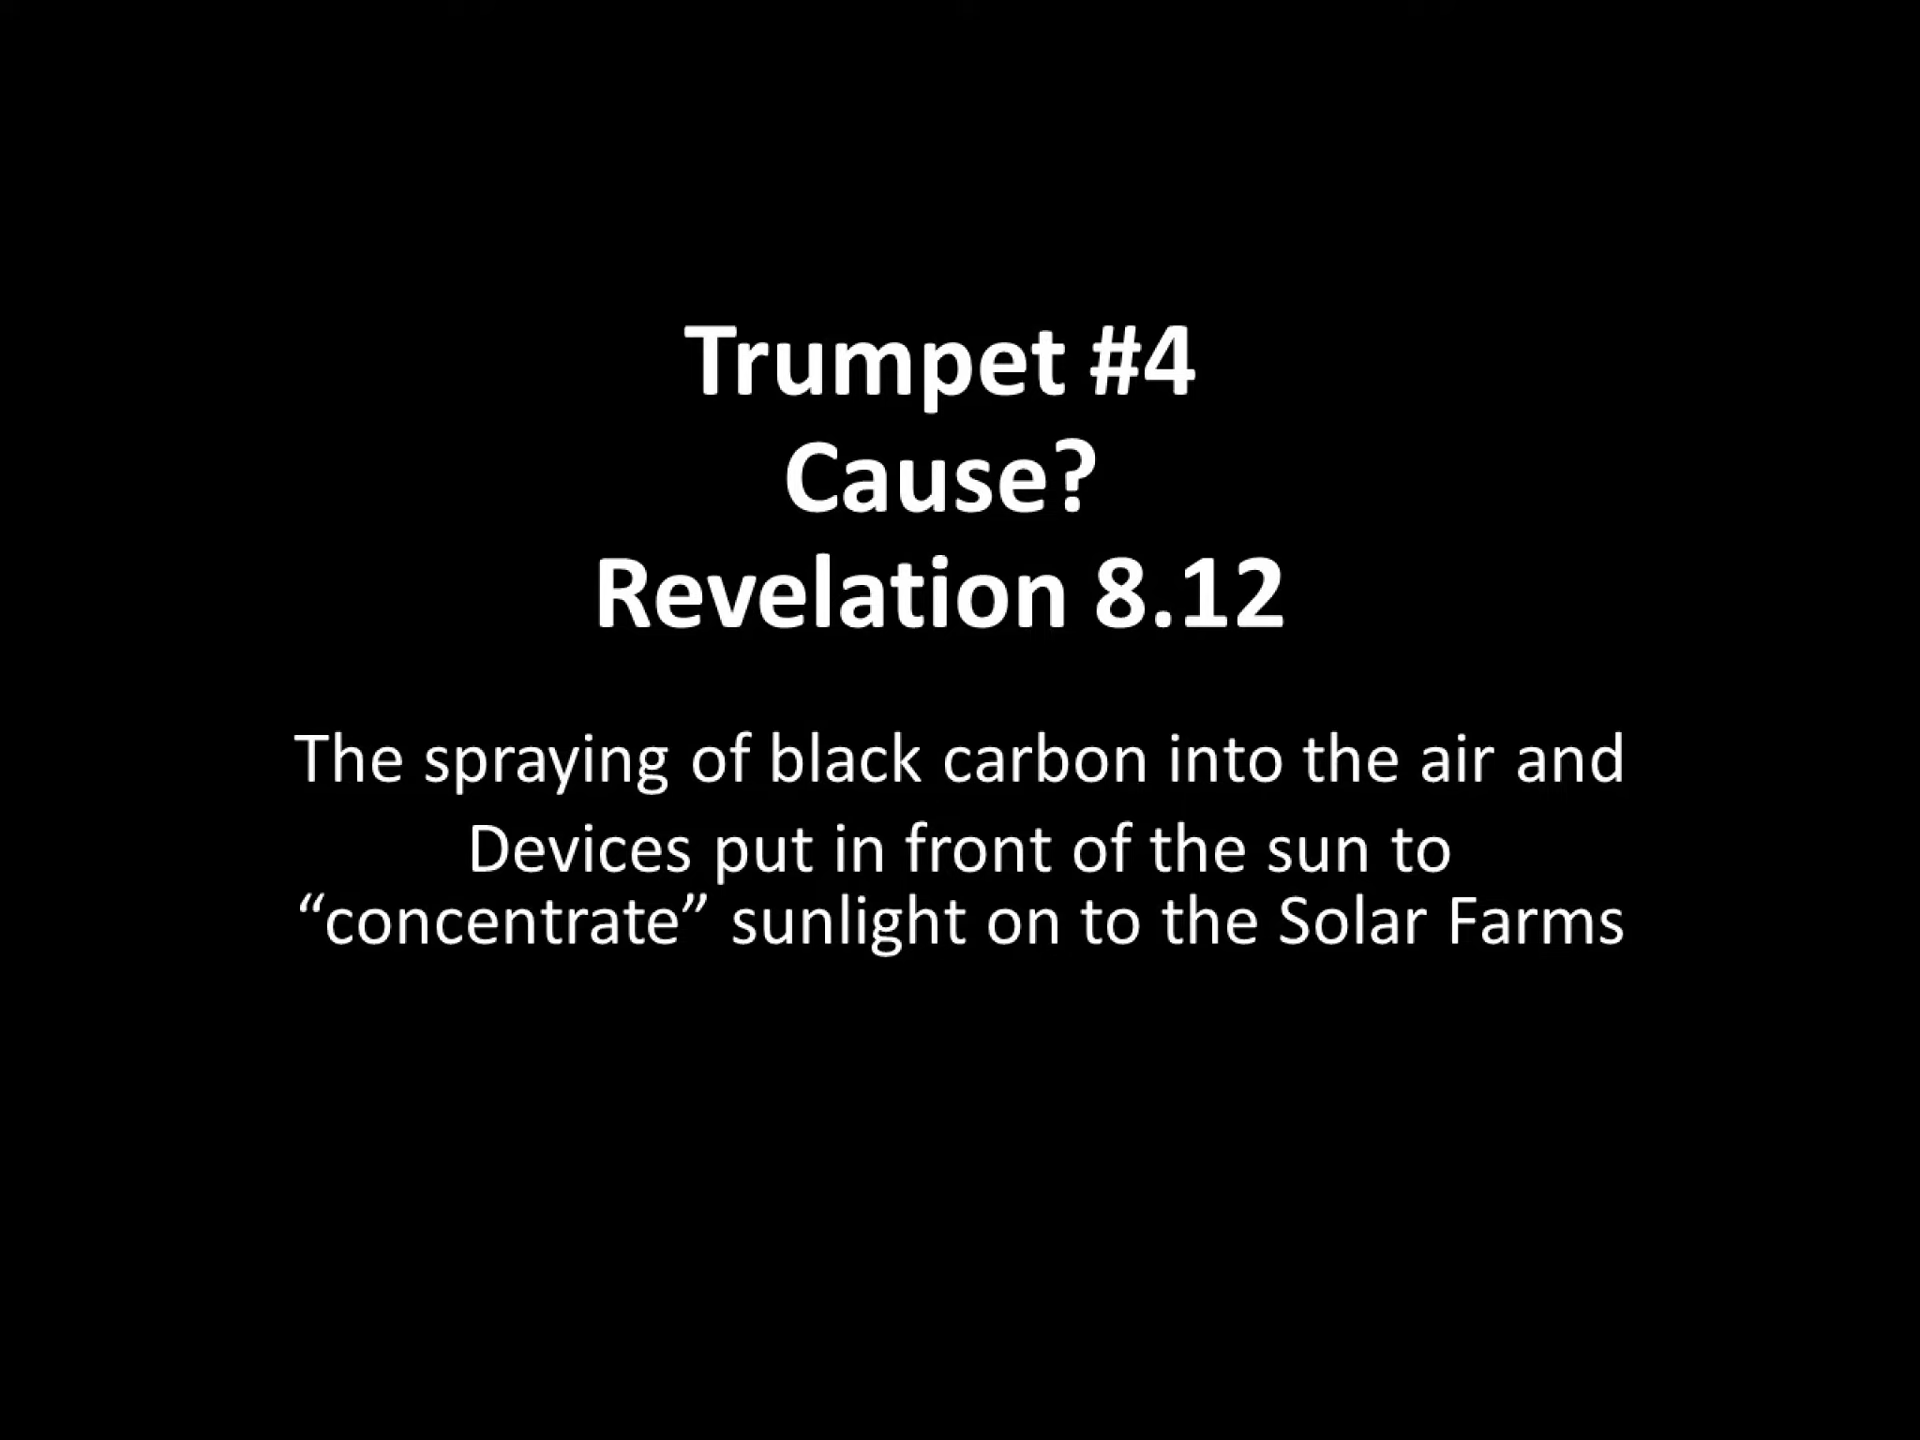 Trumpet #4
Cause?
Revelation 8.12
The spraying of black carbon into the air and
Devices put in front of the sun to
“concentrate” sunlight on to the Solar Farms